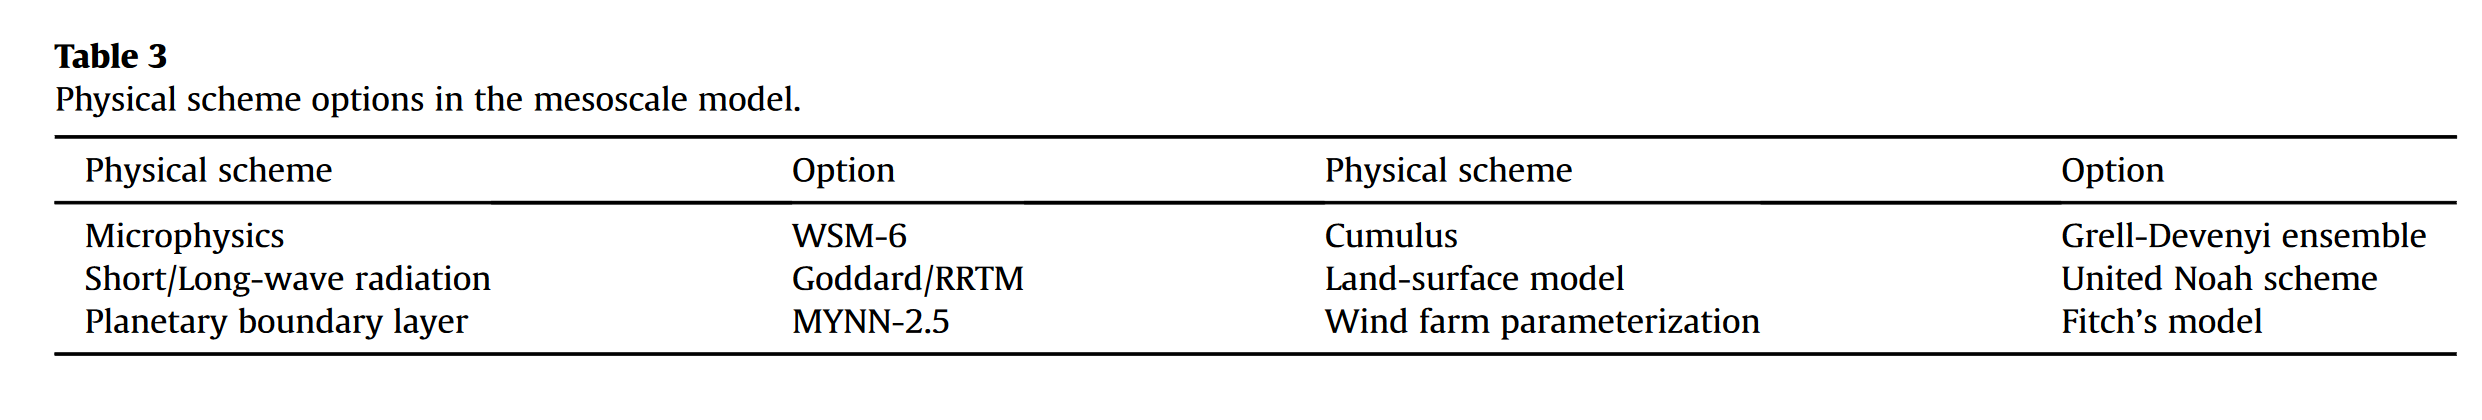 Table 3
Physical scheme options in the mesoscale model.
Physical scheme Option Physical scheme Option
Microphysics WSM-6 Cumulus Grell-Devenyi ensemble
Short/Long-wave radiation Goddard/RRTM Land-surface model United Noah scheme
Planetary boundary layer MYNN-2.5 Wind farm parameterization Fitch’s model